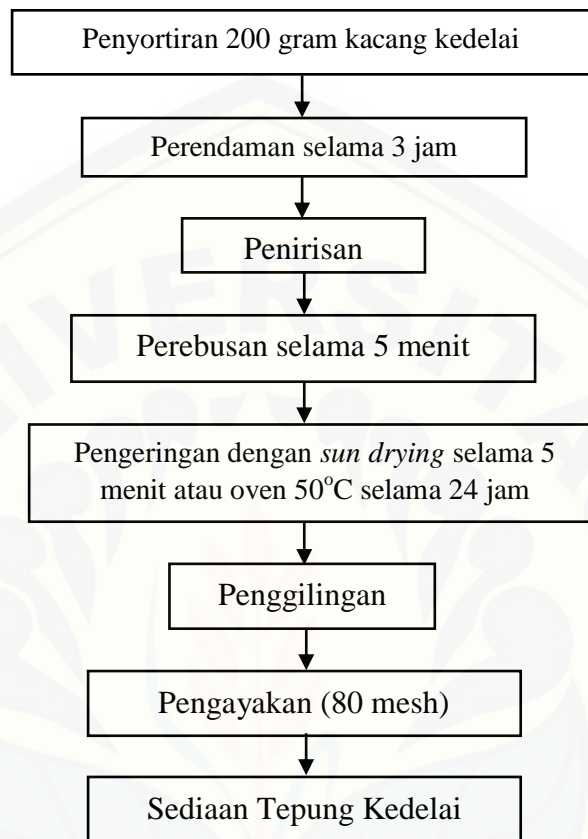 Penyortiran 200 gram kacang kedelai
Perendaman selama 3 jam
Penirisan
Perebusan selama 5 menit
Pengeringan dengan sun drying selama 5
menit atau oven 50°C selama 24 jam
Penggilingan
Pengayakan (80 mesh)
Sediaan Tepung Kedelai